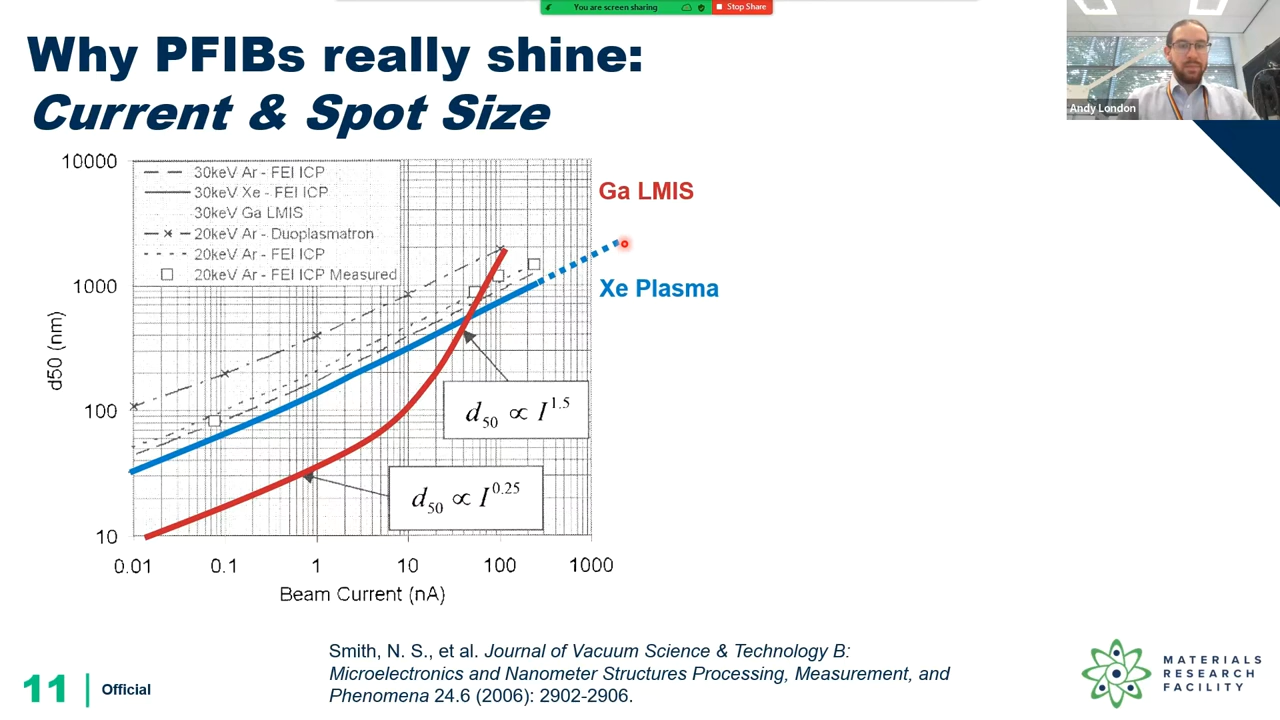 You are screen sharing
Stop Share
Why PFIBs really shine:
Current & Spot Size
Andy London
10000
1000
100
10
d50 (nm)
30keV Ar - FEI ICP
30keV Xe - FEI ICP
30keV Ga LMIS
20keV Ar - Duoplasmatron
20keV Ar - FEI ICP
20keV Ar - FEI ICP Measured
Ga LMIS
Xe Plasma
d50 ∝ I^1.5
d50 ∝ I^0.25
0.01 0.1 1 10 100 1000
Beam Current (nA)
Smith, N. S., et al. Journal of Vacuum Science & Technology B:
Microelectronics and Nanometer Structures Processing, Measurement, and
Phenomena 24.6 (2006): 2902-2906.
11
Official
MATERIALS
RESEARCH
FACILITY